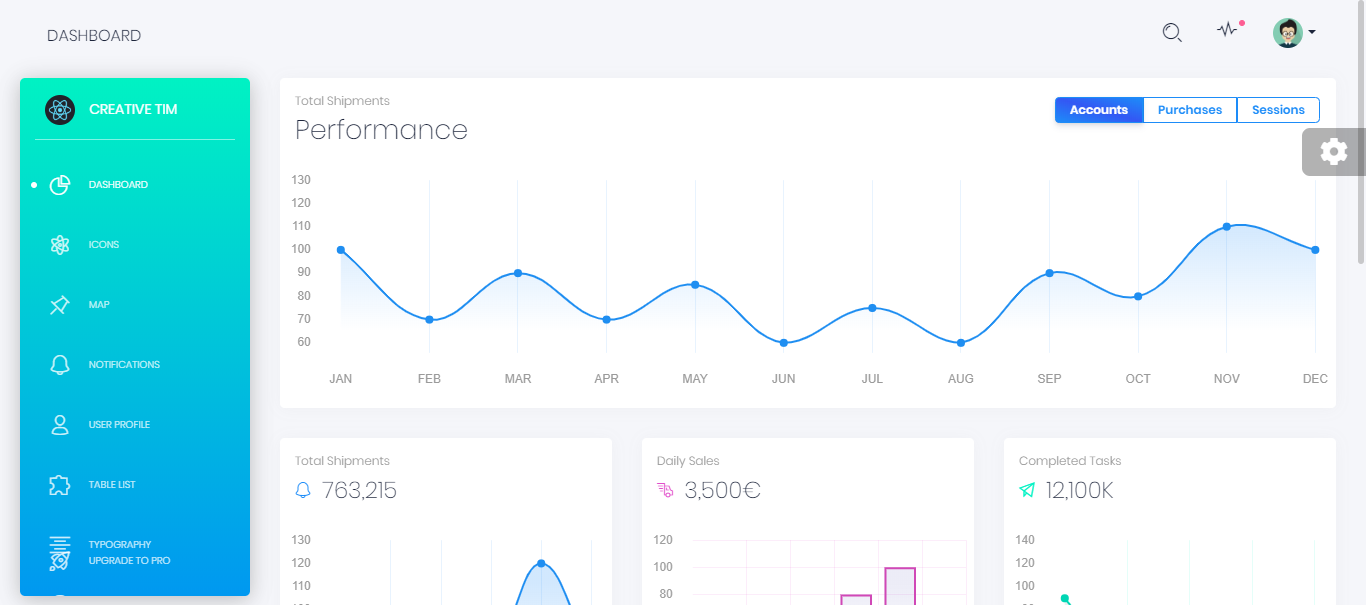 DASHBOARD
CREATIVE TIM
DASHBOARD
ICONS
MAP
NOTIFICATIONS
USER PROFILE
TABLE LIST
TYPOGRAPHY
UPGRADE TO PRO
Total Shipments
Performance
Accounts Purchases Sessions
130
120
110
100
90
80
70
60
JAN FEB MAR APR MAY JUN JUL AUG SEP OCT NOV DEC
Total Shipments
763,215
130
120
110
Daily Sales
3,500€
120
100
80
Completed Tasks
12,100K
140
120
100